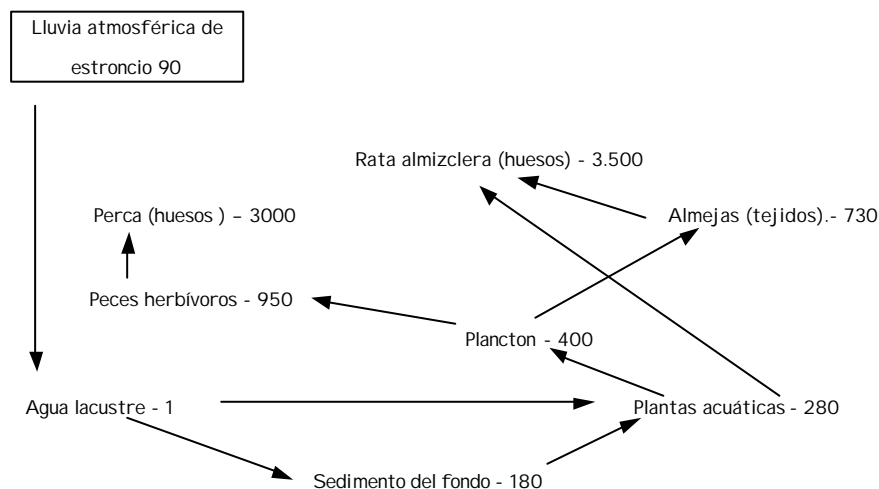 Lluvia atmosférica de
estroncio 90
Rata almizclera (huesos) - 3.500
Perca (huesos ) – 3000
Almejas (tejidos).- 730
Peces herbívoros - 950
Plancton - 400
Agua lacustre - 1
Plantas acuáticas - 280
Sedimento del fondo - 180